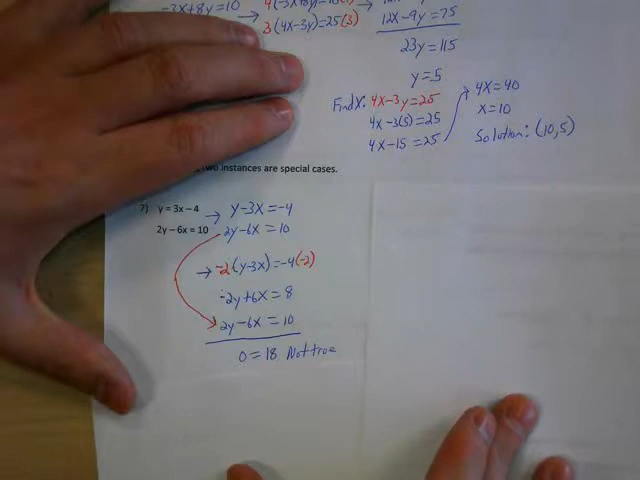 -3X+8y=10
12X-9y=75
3(4X-3y)=25(3) →
23y=115
y=5
Find X: 4X-3y=25
4X-3(5)=25
4X-15=25
→ 4X=40
X=10
Solution: (10,5)
two instances are special cases.
7) y = 3x – 4 → y-3X=-4
2y – 6x = 10 2y-6X=10
→ -2(y-3X)=-4(-2)
-2y+6X=8
2y-6X=10
0=18 Not true